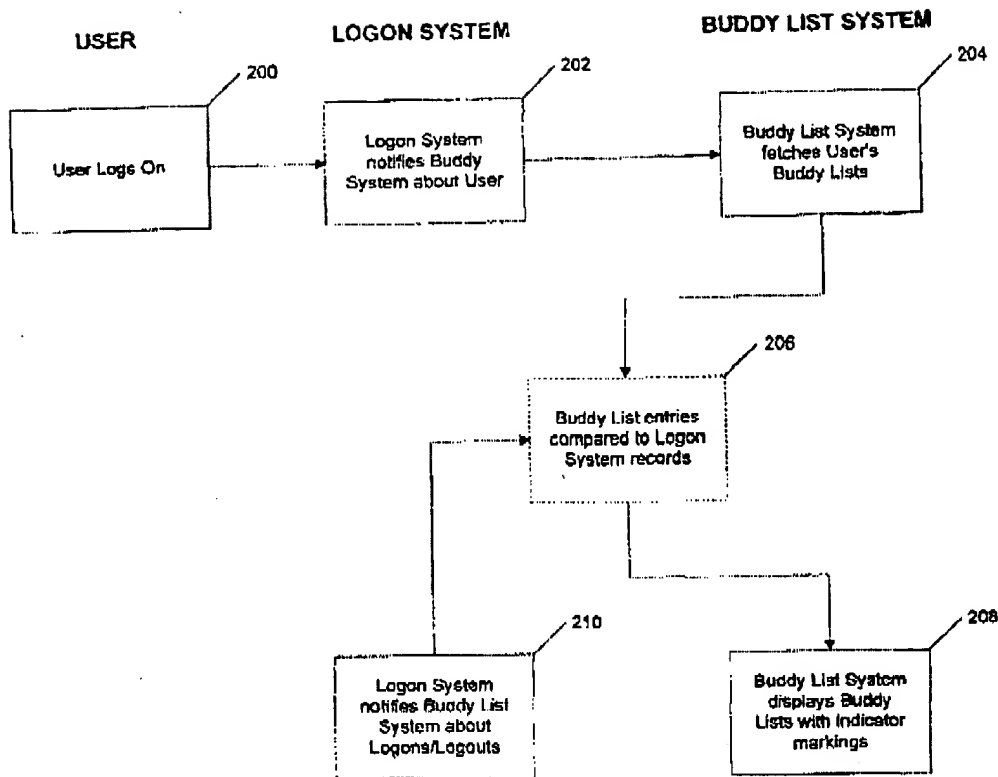 USER
LOGON SYSTEM
BUDDY LIST SYSTEM
200
202
204
User Logs On
Logon System
notifies Buddy
System about User
Buddy List System
fetches User's
Buddy Lists
206
Buddy List entries
compared to Logon
System records
210
Logon System
notifies Buddy List
System about
Logons/Logouts
208
Buddy List System
displays Buddy
Lists with Indicator
markings